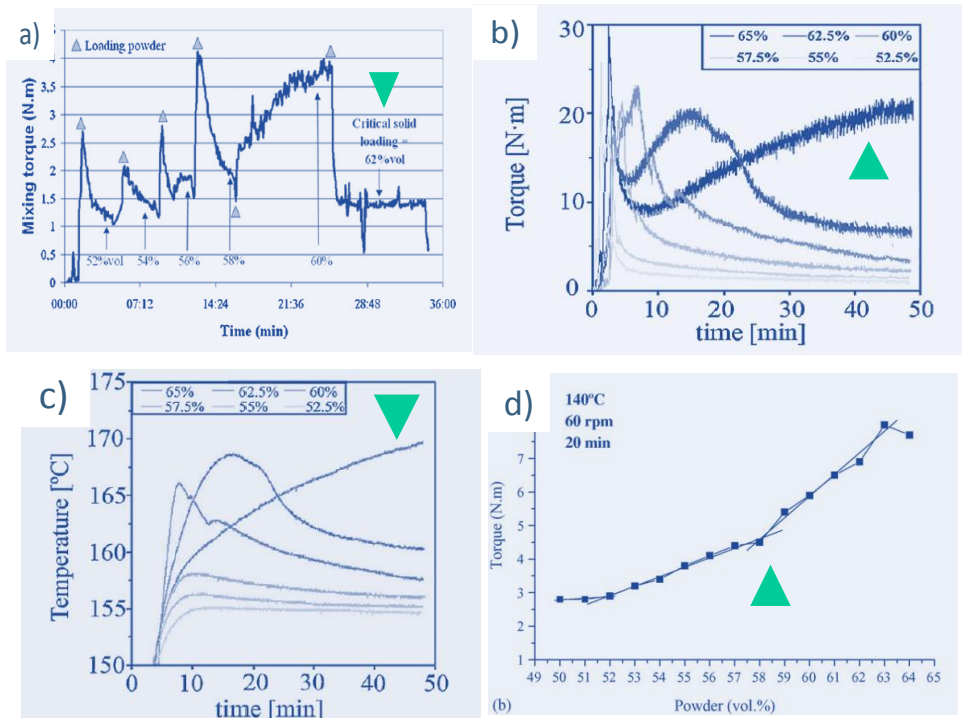 a)
Loading powder
Mixing torque (N.m)
4,5
4
3,5
3
2,5
2
1,5
1
0,5
0
Critical solid
loading =
62%vol
52%vol
54%
56%
58%
60%
00:00
07:12
14:24
21:36
28:48
36:00
Time (min)
b)
65%
62.5%
60%
57.5%
55%
52.5%
Torque [N·m]
30
20
10
0
0
10
20
30
40
50
time [min]
c)
65%
62.5%
60%
57.5%
55%
52.5%
Temperature [ºC]
175
170
165
160
155
150
0
10
20
30
40
50
time [min]
d)
140ºC
60 rpm
20 min
Torque (N.m)
7
6
5
4
3
2
1
49 50 51 52 53 54 55 56 57 58 59 60 61 62 63 64 65
(b)
Powder (vol.%)